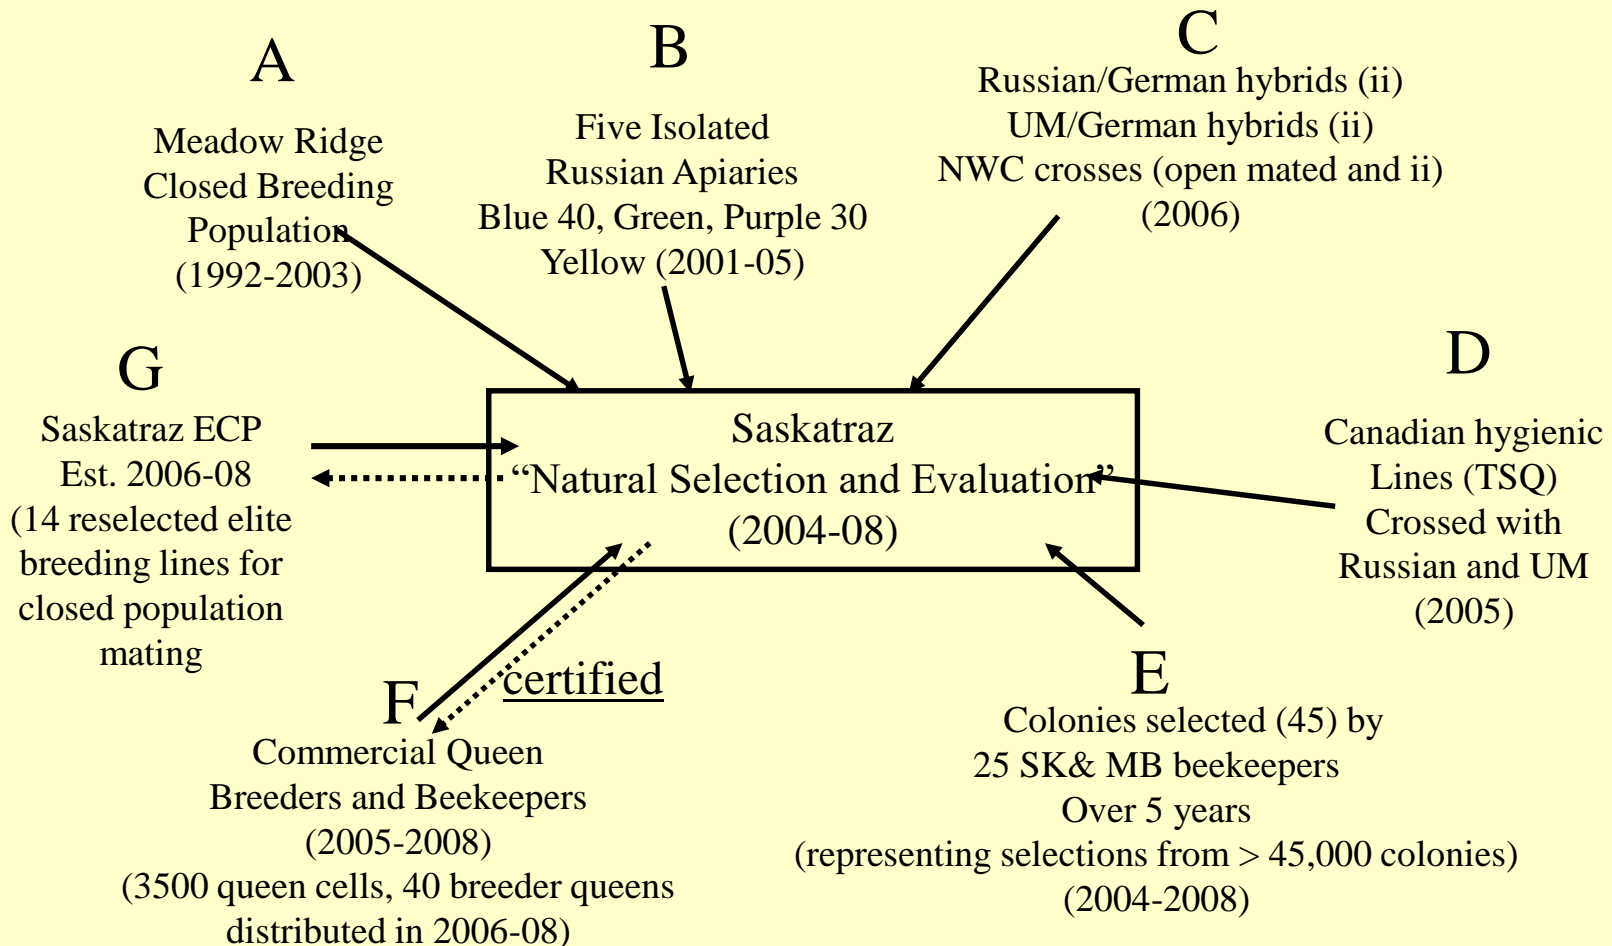 A
Meadow Ridge
Closed Breeding
Population
(1992-2003)
B
Five Isolated
Russian Apiaries
Blue 40, Green, Purple 30
Yellow (2001-05)
C
Russian/German hybrids (ii)
UM/German hybrids (ii)
NWC crosses (open mated and ii)
(2006)
G
Saskatraz ECP
Est. 2006-08
(14 reselected elite
breeding lines for
closed population
mating
Saskatraz
“Natural Selection and Evaluation”
(2004-08)
D
Canadian hygienic
Lines (TSQ)
Crossed with
Russian and UM
(2005)
certified
F
Commercial Queen
Breeders and Beekeepers
(2005-2008)
(3500 queen cells, 40 breeder queens
distributed in 2006-08)
E
Colonies selected (45) by
25 SK& MB beekeepers
Over 5 years
(representing selections from > 45,000 colonies)
(2004-2008)